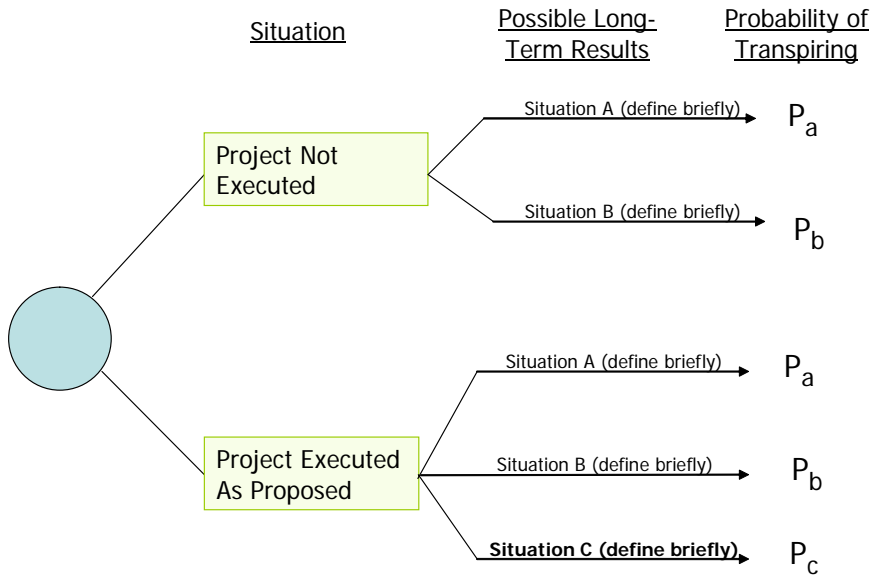 Situation
Possible Long-
Term Results
Probability of
Transpiring
Project Not
Executed
Situation A (define briefly)
Pa
Situation B (define briefly)
Pb
Project Executed
As Proposed
Situation A (define briefly)
Pa
Situation B (define briefly)
Pb
Situation C (define briefly)
Pc